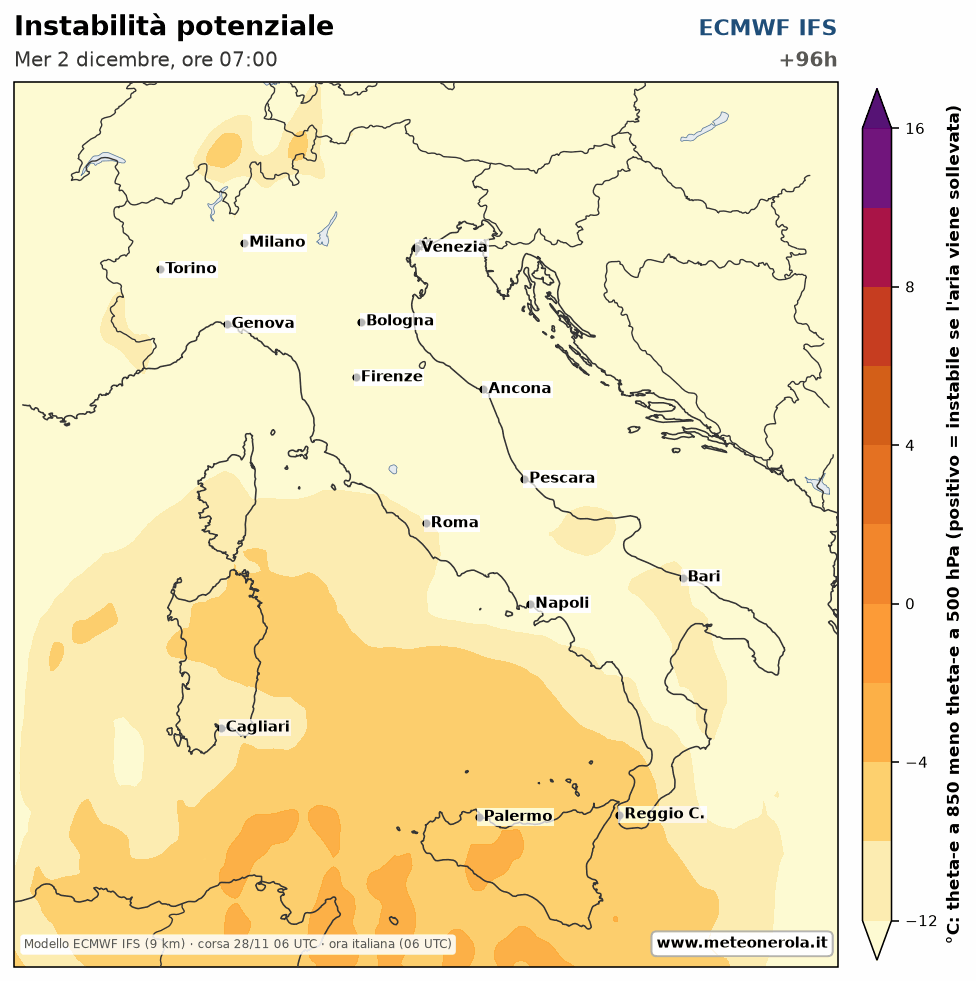 Instabilità potenziale
ECMWF IFS
Mer 2 dicembre, ore 07:00
+96h
Milano
Venezia
Torino
Genova
Bologna
Firenze
Ancona
Pescara
Roma
Bari
Napoli
Cagliari
Palermo
Reggio C.
Modello ECMWF IFS (9 km) · corsa 28/11 06 UTC · ora italiana (06 UTC)
www.meteonerola.it
16
8
4
0
−4
−12
°C: theta-e a 850 meno theta-e a 500 hPa (positivo = instabile se l'aria viene sollevata)